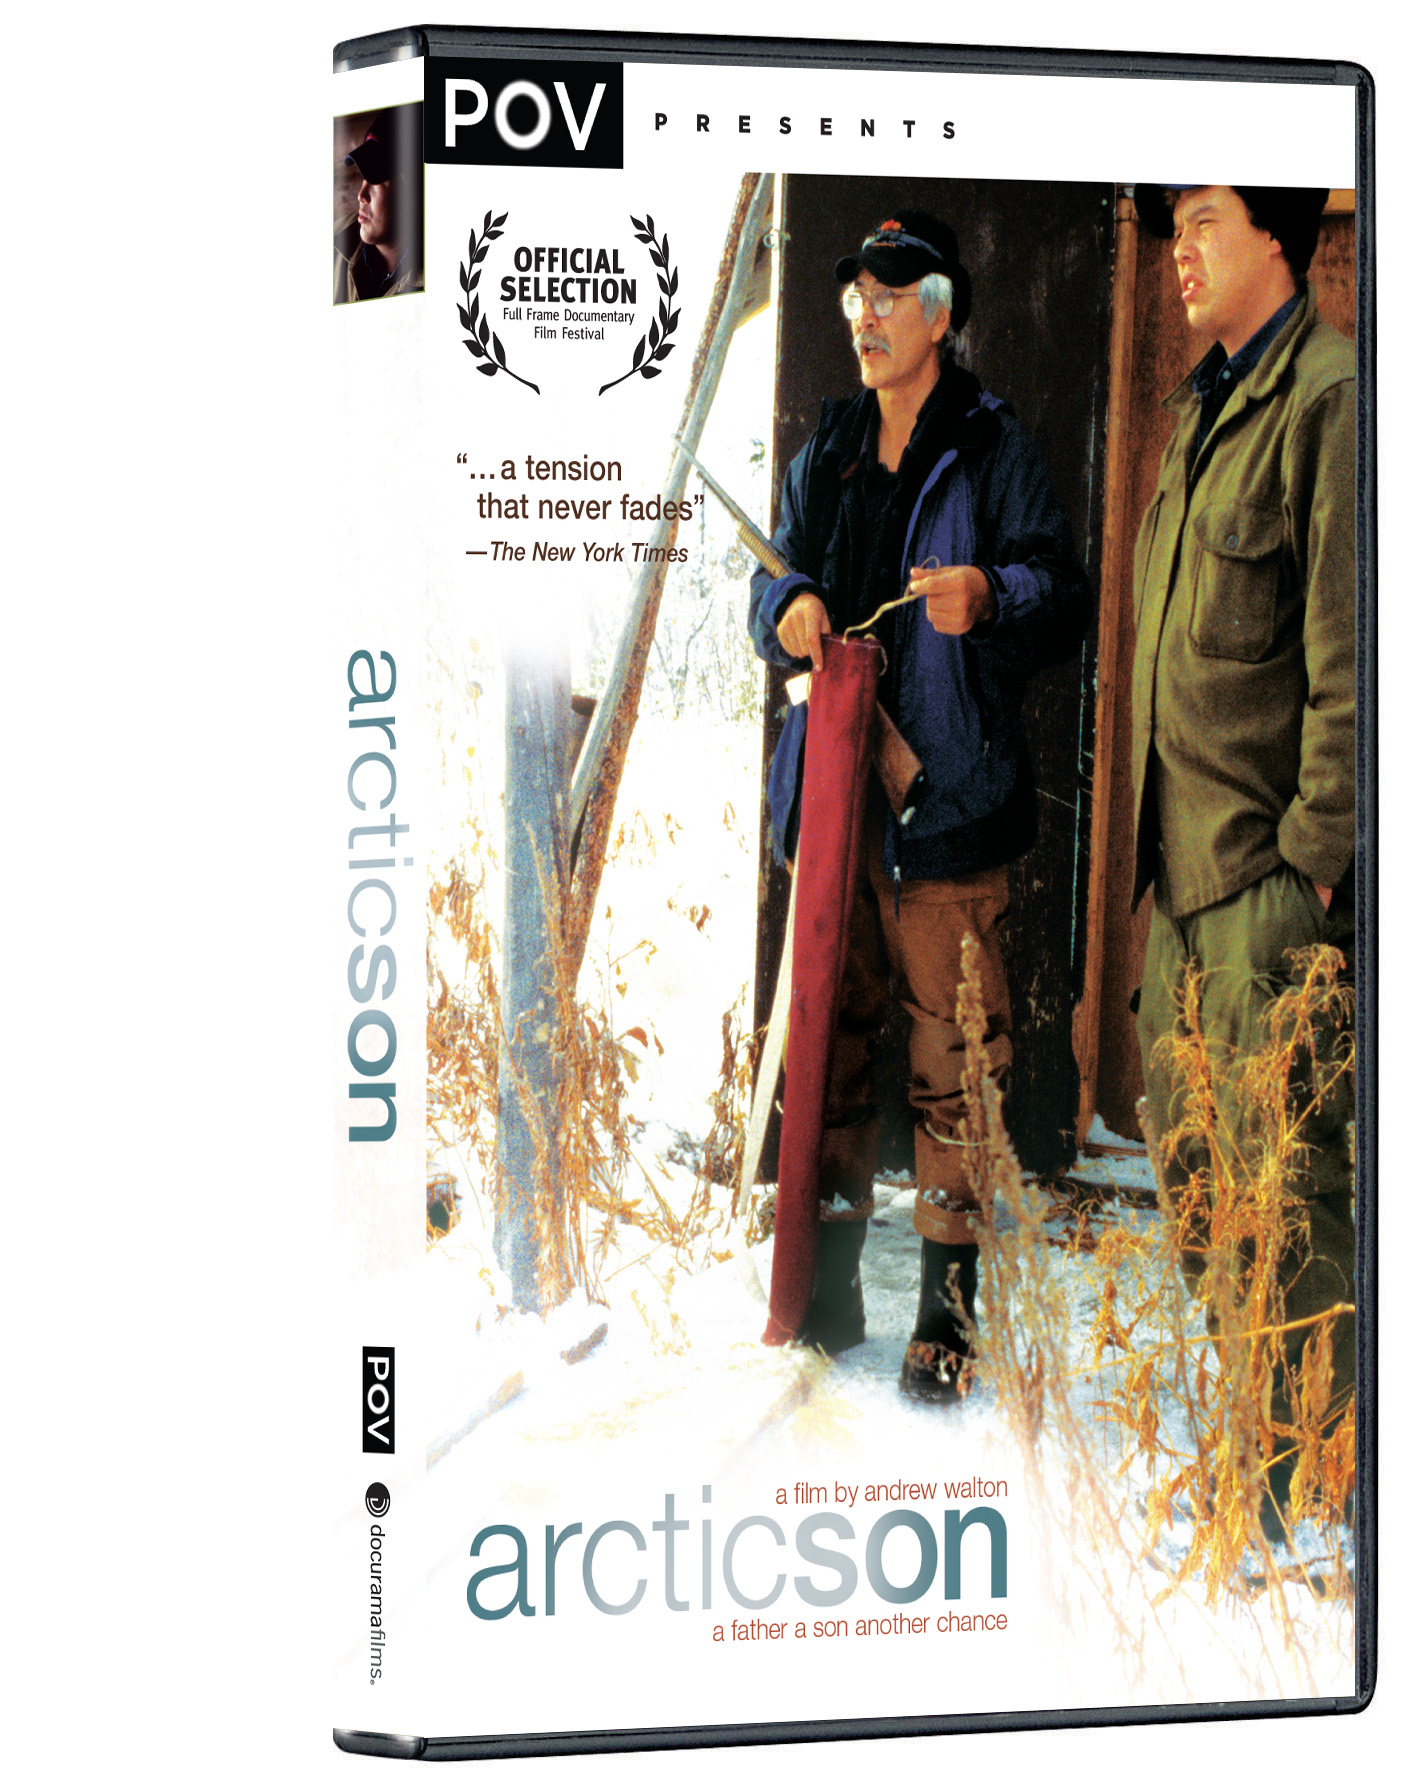 POV PRESENTS
OFFICIAL
SELECTION
Full Frame Documentary
Film Festival
“...a tension
that never fades”
—The New York Times
a film by andrew walton
arcticson
a father a son another chance
arcticson
POV
docuramafilms®